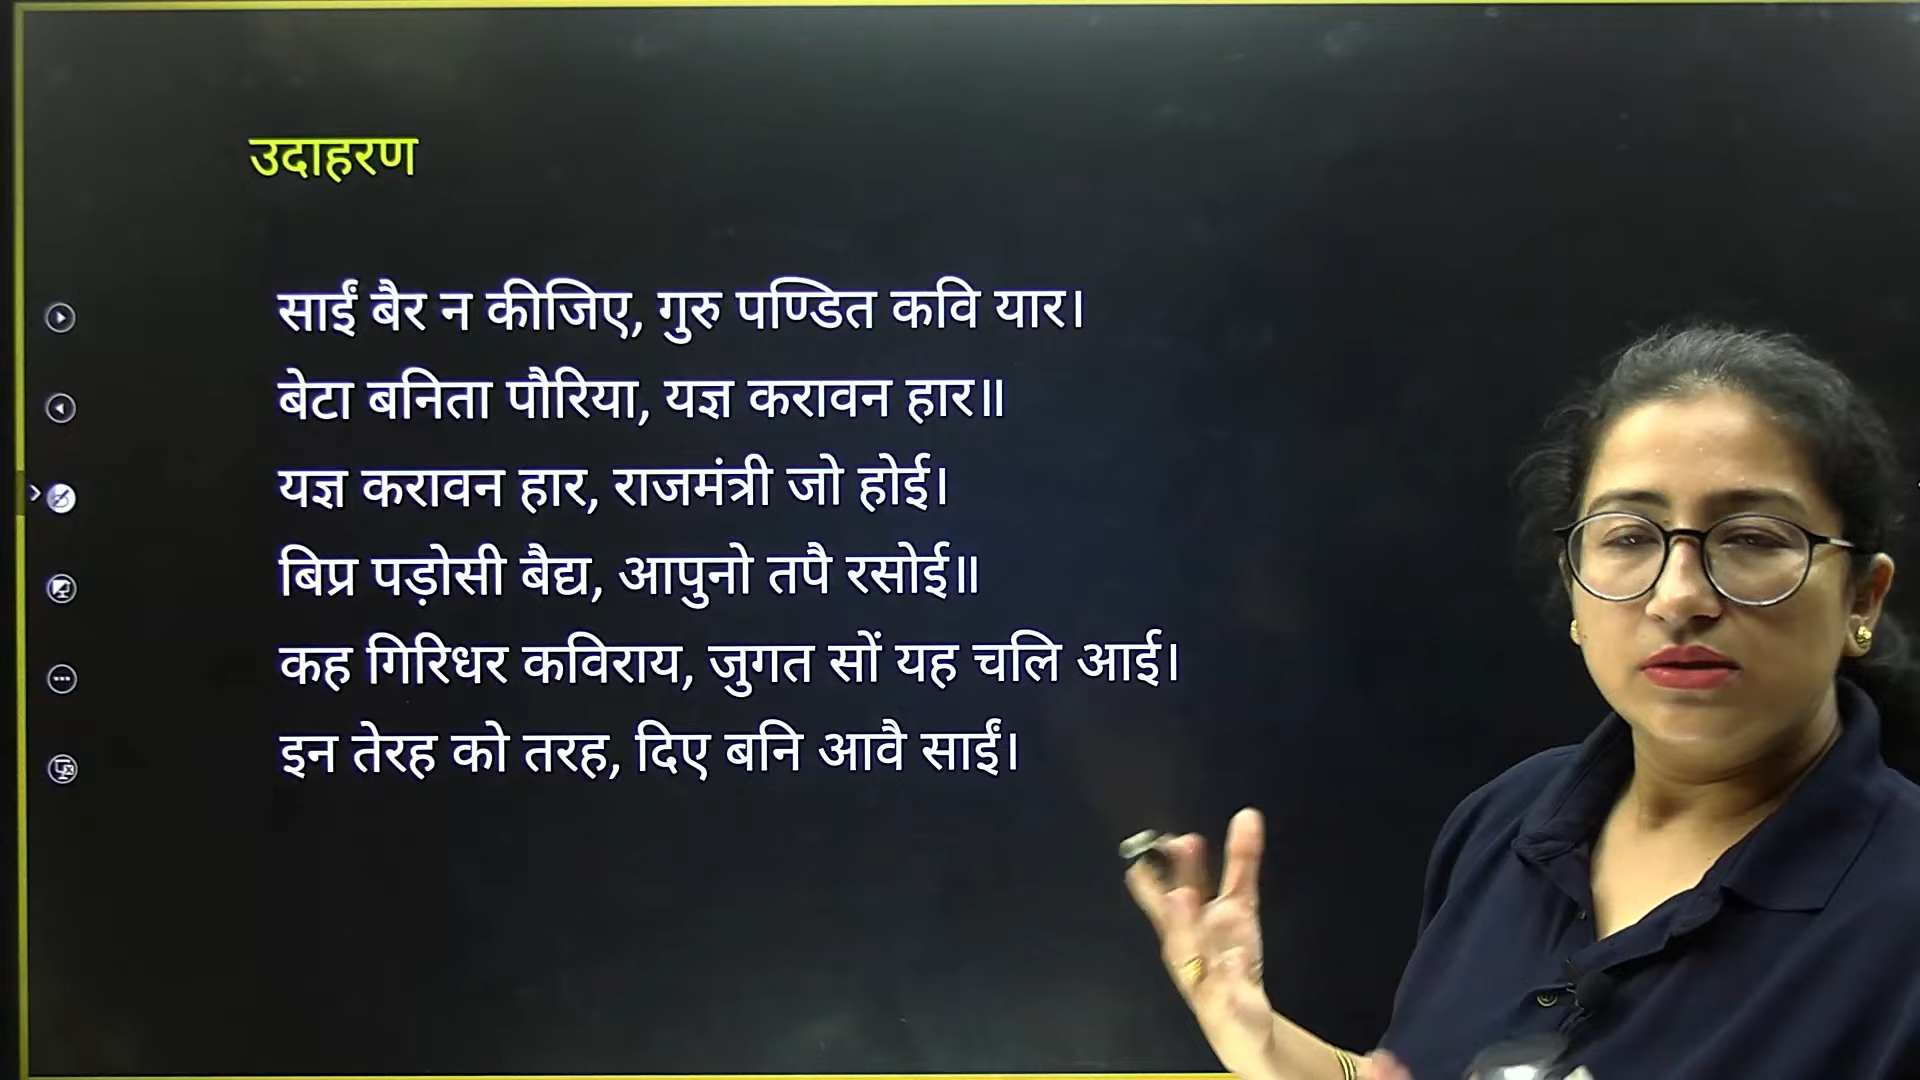 उदाहरण
साईं बैर न कीजिए, गुरु पण्डित कवि यार।
बेटा बनिता पौरिया, यज्ञ करावन हार॥
यज्ञ करावन हार, राजमंत्री जो होई।
बिप्र पड़ोसी बैद्य, आपुनो तपै रसोई॥
कह गिरिधर कविराय, जुगत सों यह चलि आई।
इन तेरह को तरह, दिए बनि आवै साईं।